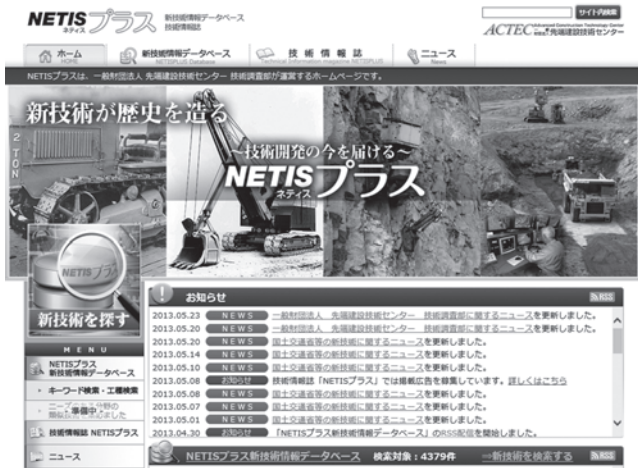 NETISプラス
ネティス
新技術情報データベース
技術情報誌
サイト内検索
ACTEC Advanced Construction Technology Center
一般財団法人 先端建設技術センター
ホーム
HOME
新技術情報データベース
NETISPLUS Database
技術情報誌
Technical Information magazine NETISPLUS
ニュース
News
NETISプラスは、一般財団法人 先端建設技術センター 技術調査部が運営するホームページです。
新技術が歴史を造る
2 TON
～技術開発の今を届ける～
NETISプラス
ネティス
NETISプラス
新技術を探す
MENU
NETISプラス
新技術情報データベース
キーワード検索・工種検索
準備中
技術情報誌 NETISプラス
ニュース
お知らせ
RSS
2013.05.23 NEWS 一般財団法人 先端建設技術センター 技術調査部に関するニュースを更新しました。
2013.05.20 NEWS 一般財団法人 先端建設技術センター 技術調査部に関するニュースを更新しました。
2013.05.20 NEWS 国土交通省等の新技術に関するニュースを更新しました。
2013.05.14 NEWS 国土交通省等の新技術に関するニュースを更新しました。
2013.05.10 NEWS 国土交通省等の新技術に関するニュースを更新しました。
2013.05.08 お知らせ 技術情報誌「NETISプラス」では掲載広告を募集しています。詳しくはこちら
2013.05.08 NEWS 国土交通省等の新技術に関するニュースを更新しました。
2013.05.07 NEWS 国土交通省等の新技術に関するニュースを更新しました。
2013.05.01 NEWS 国土交通省等の新技術に関するニュースを更新しました。
2013.04.30 お知らせ 「NETISプラス新技術情報データベース」のRSS配信を開始しました。
NETISプラス新技術情報データベース 検索対象：4379件 ⇒新技術を検索する RSS